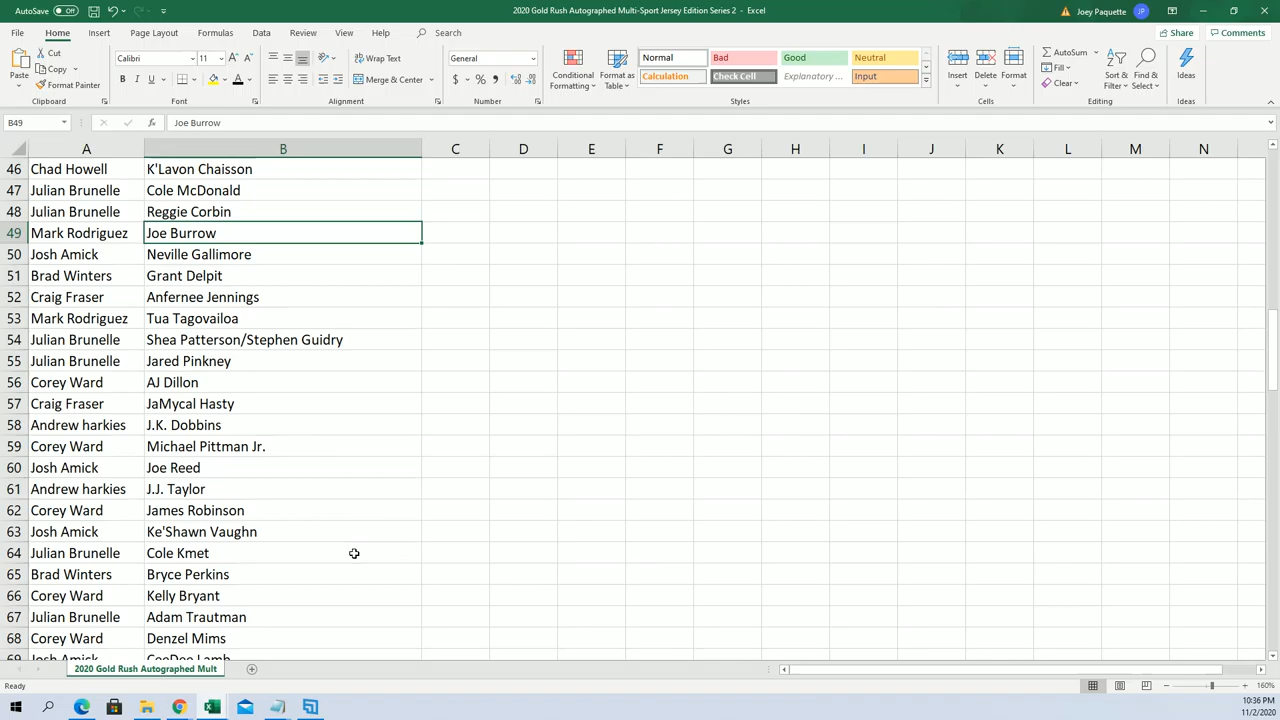 AutoSave Off 2020 Gold Rush Autographed Multi-Sport Jersey Edition Series 2 - Excel Joey Paquette JP
File Home Insert Page Layout Formulas Data Review View Help Search Share Comments
Paste Cut Copy Format Painter Clipboard
Calibri 11 B I U Font
Wrap Text Merge & Center Alignment
General $ % Number
Conditional Formatting Format as Table Normal Bad Good Neutral Calculation Check Cell Explanatory ... Input Styles
Insert Delete Format Cells
AutoSum Fill Clear Sort & Filter Find & Select Editing
Ideas Ideas
B49 fx Joe Burrow
A B C D E F G H I J K L M N
46 Chad Howell K'Lavon Chaisson
47 Julian Brunelle Cole McDonald
48 Julian Brunelle Reggie Corbin
49 Mark Rodriguez Joe Burrow
50 Josh Amick Neville Gallimore
51 Brad Winters Grant Delpit
52 Craig Fraser Anfernee Jennings
53 Mark Rodriguez Tua Tagovailoa
54 Julian Brunelle Shea Patterson/Stephen Guidry
55 Julian Brunelle Jared Pinkney
56 Corey Ward AJ Dillon
57 Craig Fraser JaMycal Hasty
58 Andrew harkies J.K. Dobbins
59 Corey Ward Michael Pittman Jr.
60 Josh Amick Joe Reed
61 Andrew harkies J.J. Taylor
62 Corey Ward James Robinson
63 Josh Amick Ke'Shawn Vaughn
64 Julian Brunelle Cole Kmet
65 Brad Winters Bryce Perkins
66 Corey Ward Kelly Bryant
67 Julian Brunelle Adam Trautman
68 Corey Ward Denzel Mims
69 Josh Amick CeeDee Lamb
2020 Gold Rush Autographed Mult
Ready 160%
10:36 PM
11/2/2020